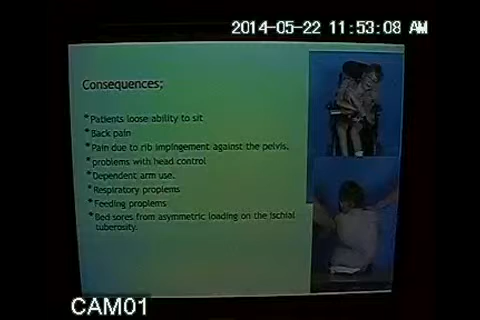 2014-05-22 11:53:08 AM
Consequences;
* Patients loose ability to sit
* Back pain
* Pain due to rib impingement against the pelvis.
* problems with head control
* Dependent arm use.
* Respiratory proplems
* Feeding proplems
* Bed sores from asymmetric loading on the ischial
tuberosity.
CAM01